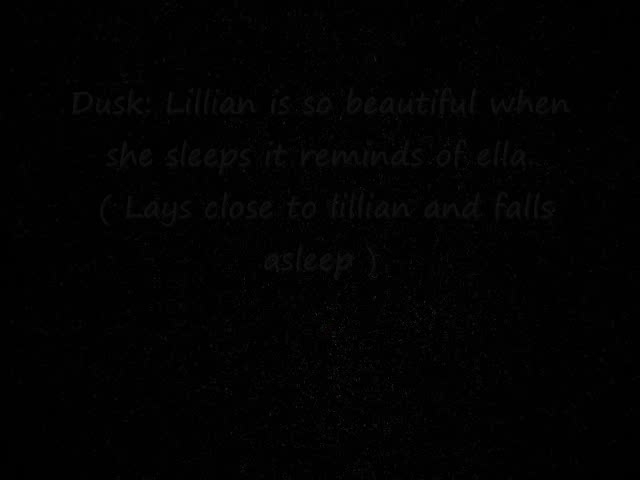 Dusk: Lillian is so beautiful when
she sleeps it reminds of ella.
( Lays close to lillian and falls
asleep )